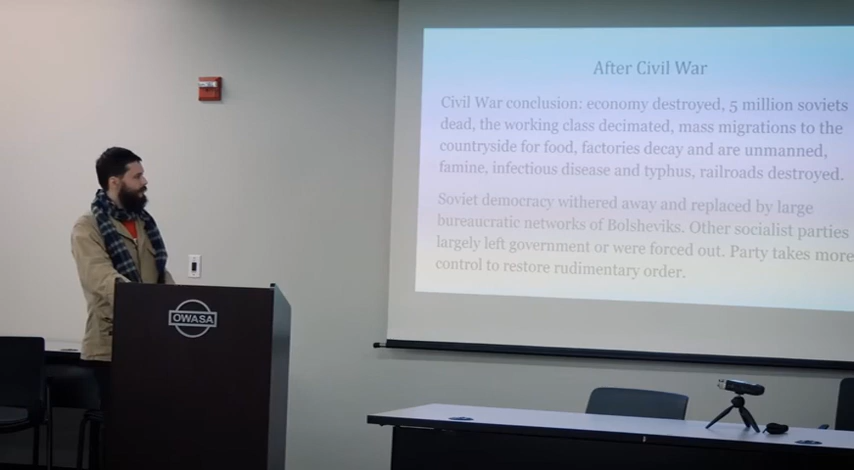 After Civil War
Civil War conclusion: economy destroyed, 5 million soviets
dead, the working class decimated, mass migrations to the
countryside for food, factories decay and are unmanned,
famine, infectious disease and typhus, railroads destroyed.
Soviet democracy withered away and replaced by large
bureaucratic networks of Bolsheviks. Other socialist parties
largely left government or were forced out. Party takes more
control to restore rudimentary order.
OWASA